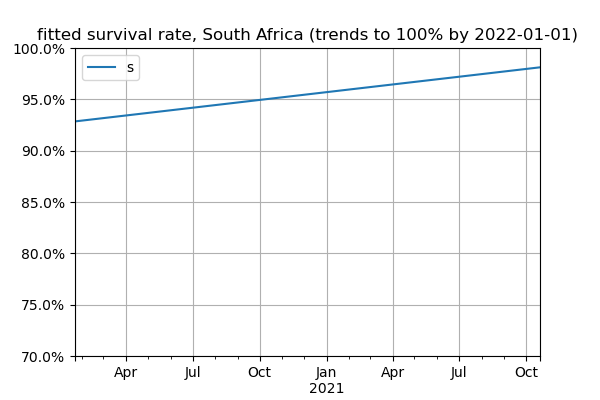 fitted survival rate, South Africa (trends to 100% by 2022-01-01)
100.0%
s
95.0%
90.0%
85.0%
80.0%
75.0%
70.0%
Apr Jul Oct Jan Apr Jul Oct
2021